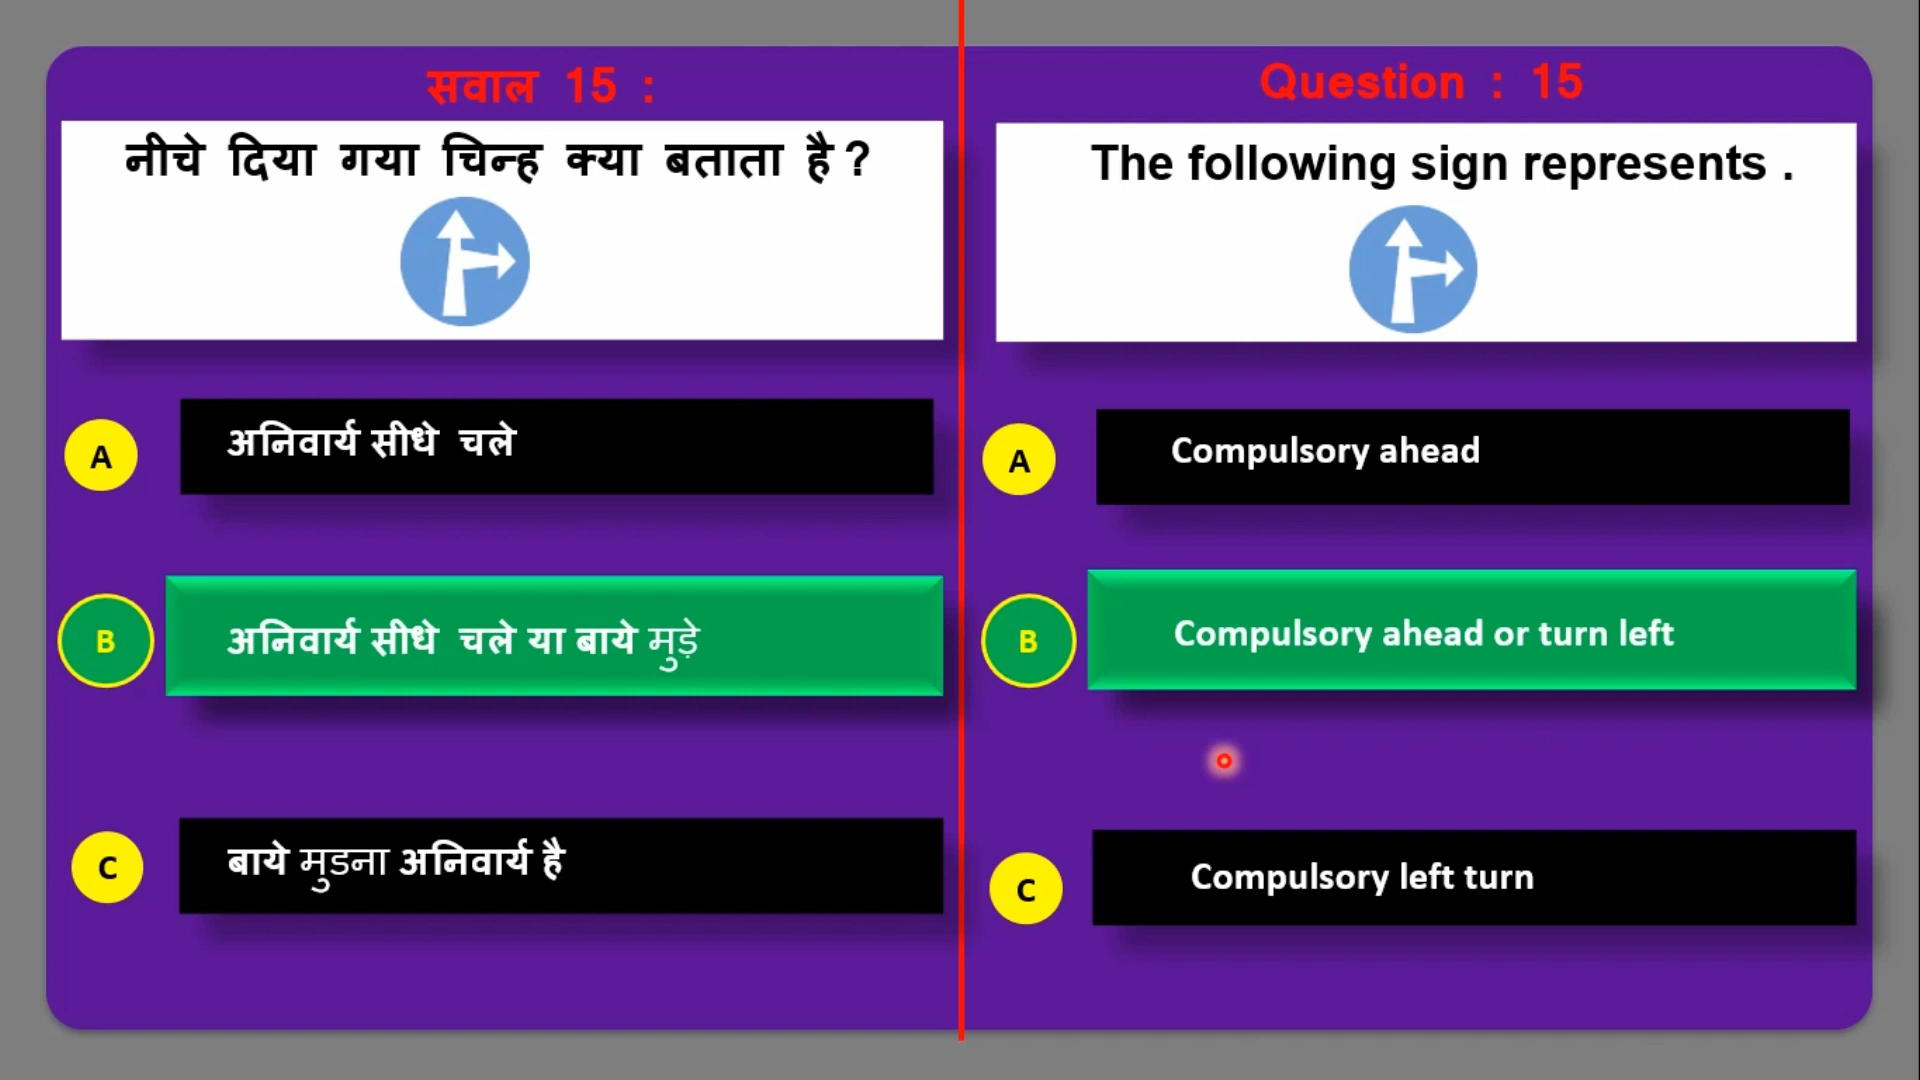 सवाल 15 :
नीचे दिया गया चिन्ह क्या बताता है ?
A
अनिवार्य सीधे चले
B
अनिवार्य सीधे चले या बाये मुड़े
C
बाये मुडना अनिवार्य है
Question : 15
The following sign represents .
A
Compulsory ahead
B
Compulsory ahead or turn left
C
Compulsory left turn